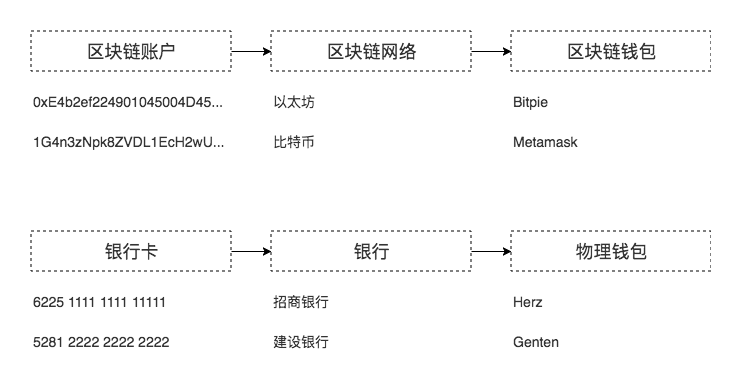 区块链账户 区块链网络 区块链钱包
0xE4b2ef224901045004D45... 以太坊 Bitpie
1G4n3zNpk8ZVDL1EcH2wU... 比特币 Metamask
银行卡 银行 物理钱包
6225 1111 1111 11111 招商银行 Herz
5281 2222 2222 2222 建设银行 Genten